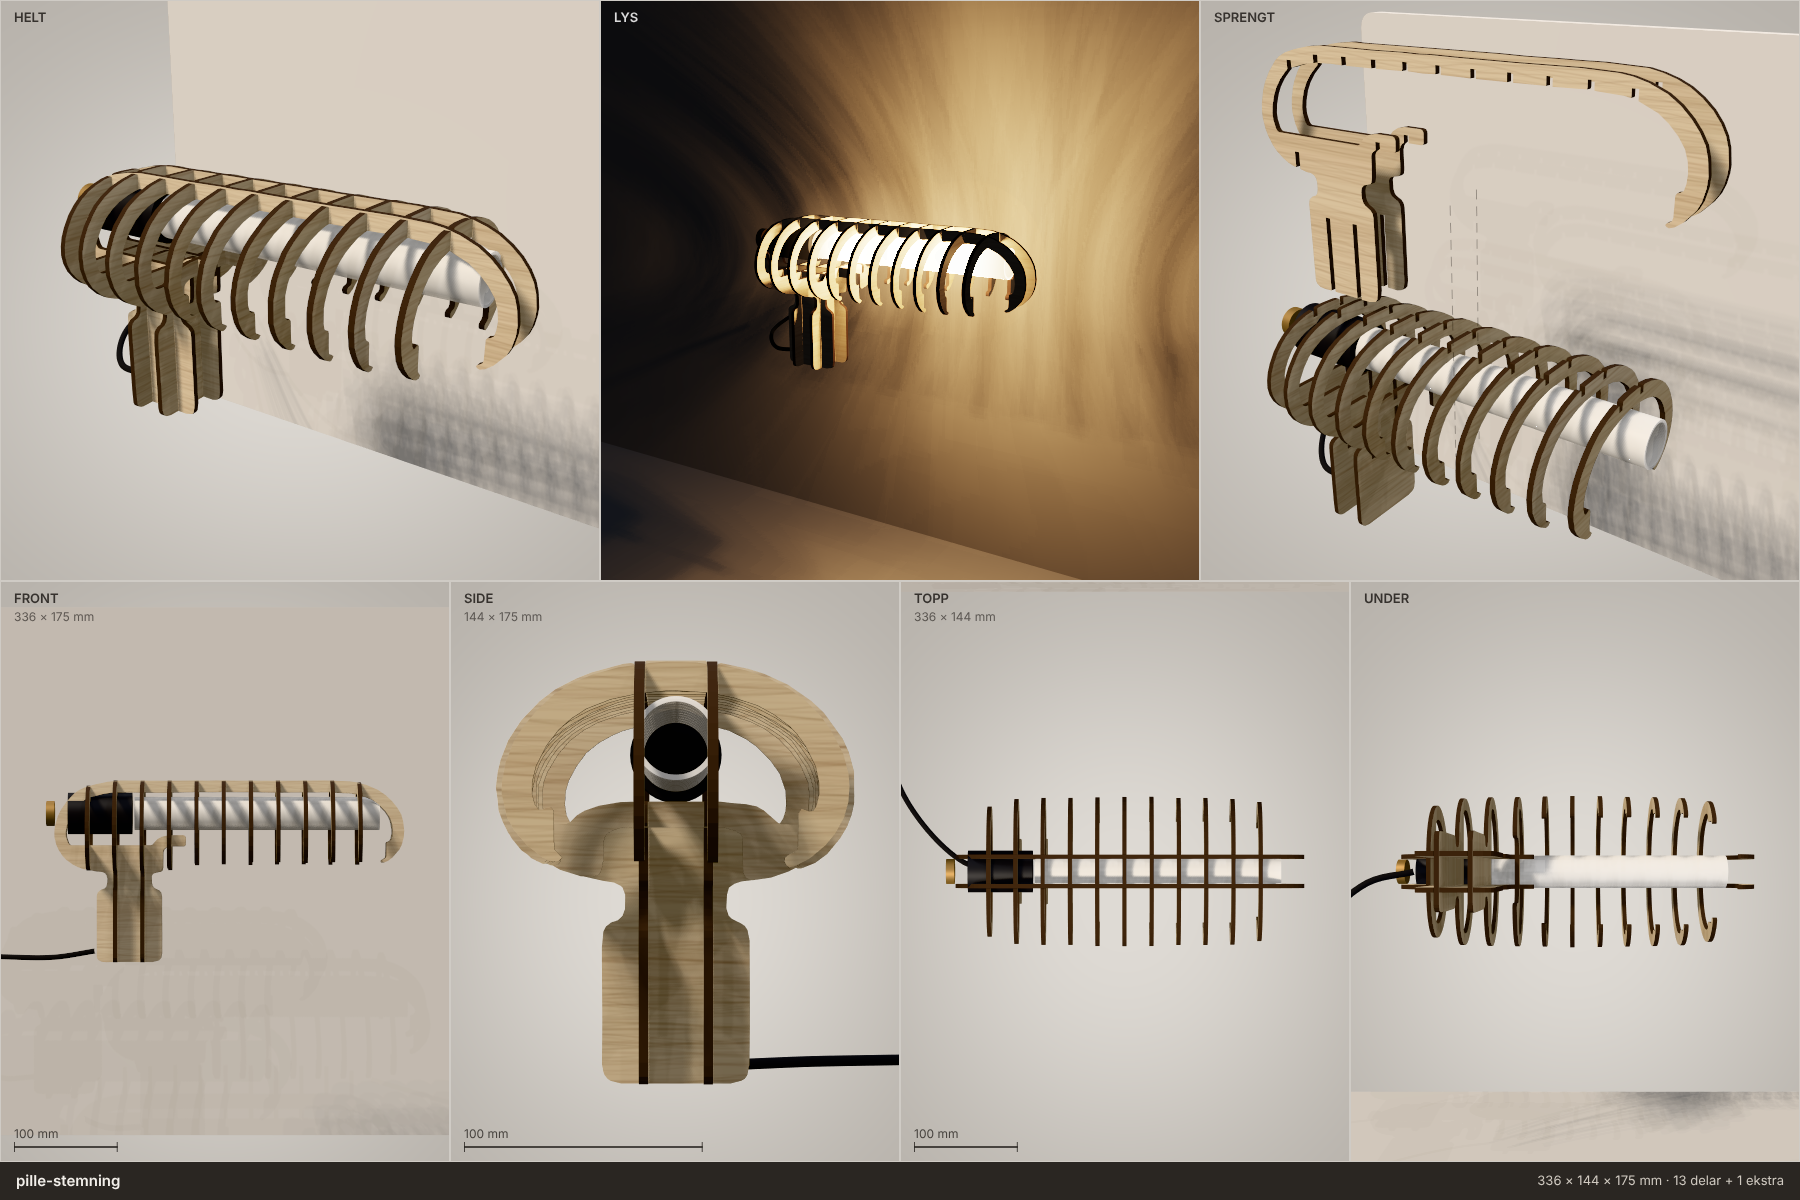 HELT
LYS
SPRENGT
FRONT
336 × 175 mm
SIDE
144 × 175 mm
TOPP
336 × 144 mm
UNDER
100 mm
100 mm
100 mm
pille-stemning
336 × 144 × 175 mm · 13 delar + 1 ekstra